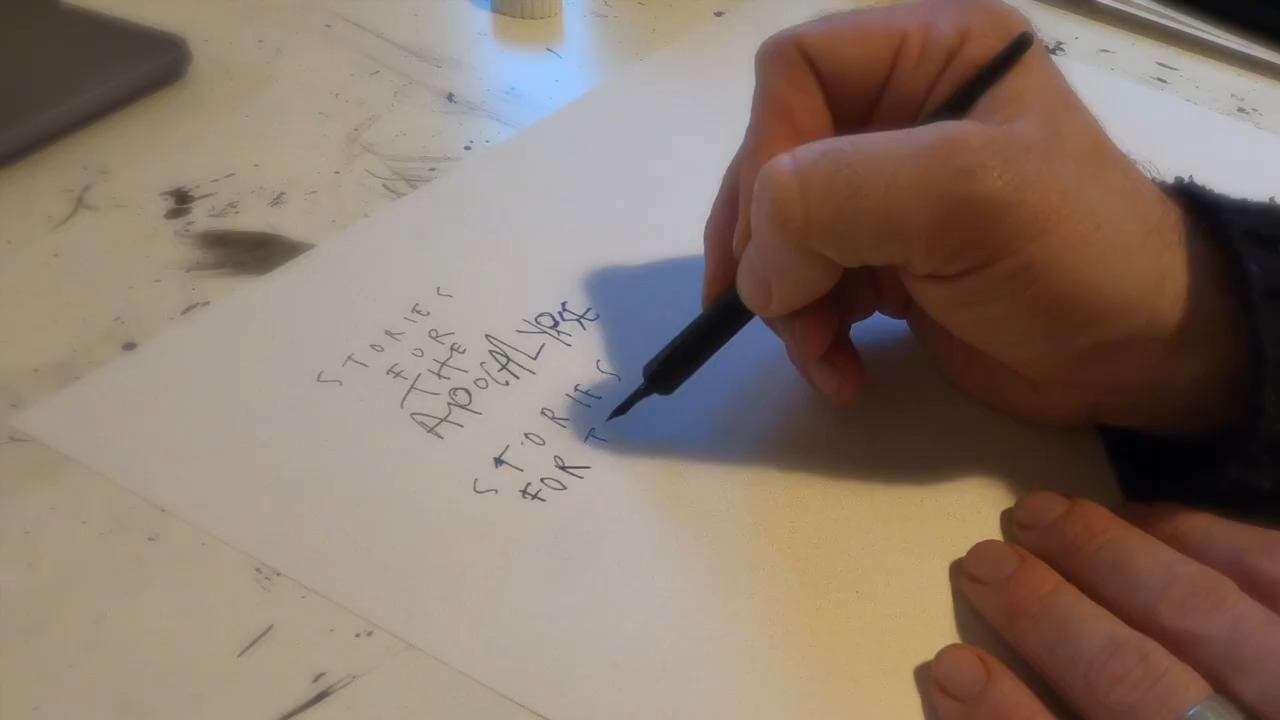 STORIES
FOR
THE
APOCALYPSE
STORIES
FOR T